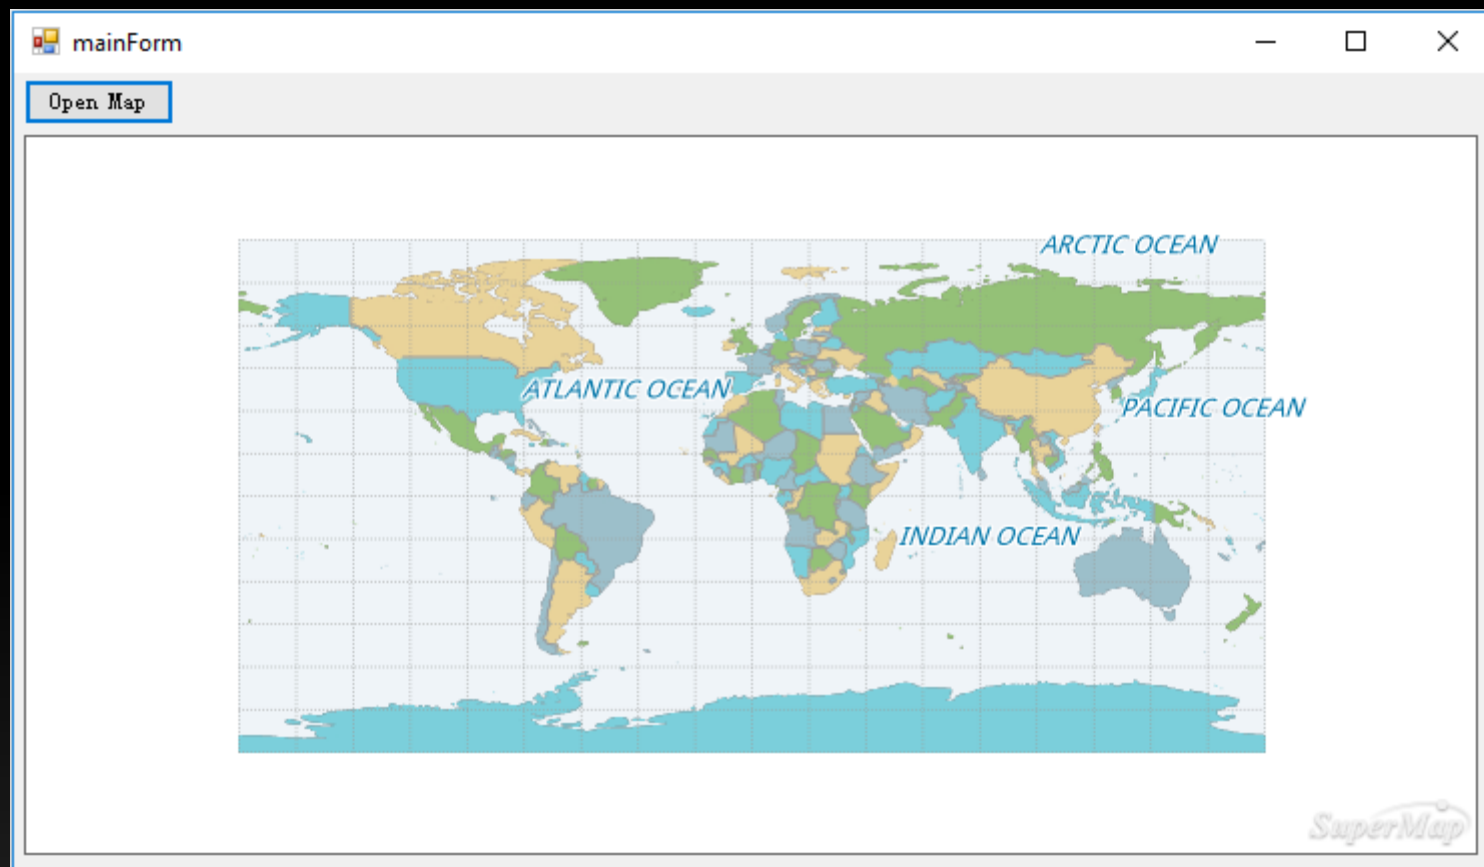 mainForm
Open Map
ARCTIC OCEAN
ATLANTIC OCEAN
PACIFIC OCEAN
INDIAN OCEAN
SuperMap